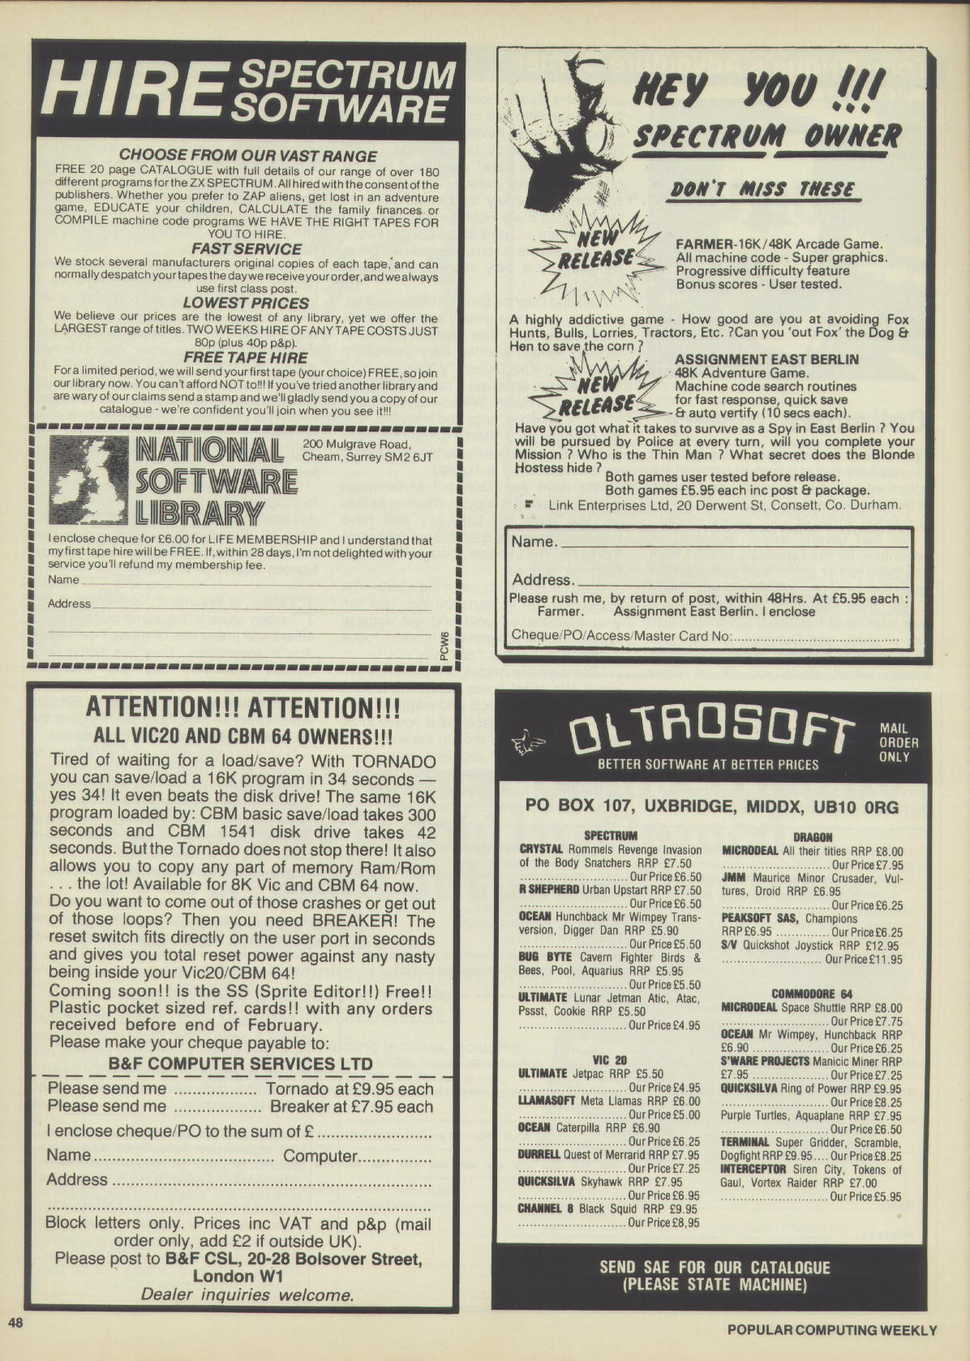 HIRE SPECTRUM
SOFTWARE
CHOOSE FROM OUR VAST RANGE
FREE 20 page CATALOGUE with full details of our range of over 180
different programs for the ZX SPECTRUM. All hired with the consent of the
publishers. Whether you prefer to ZAP aliens, get lost in an adventure
game, EDUCATE your children, CALCULATE the family finances or
COMPILE machine code programs WE HAVE THE RIGHT TAPES FOR
YOU TO HIRE.
FAST SERVICE
We stock several manufacturers original copies of each tape, and can
normally despatch your tapes the day we receive your order, and we always
use first class post.
LOWEST PRICES
We believe our prices are the lowest of any library, yet we offer the
LARGEST range of titles. TWO WEEKS HIRE OF ANY TAPE COSTS JUST
80p (plus 40p p&p).
FREE TAPE HIRE
For a limited period, we will send your first tape (your choice) FREE, so join
our library now. You can't afford NOT to!!! If you've tried another library and
are wary of our claims send a stamp and we'll gladly send you a copy of our
catalogue - we're confident you'll join when you see it!!!
NATIONAL
SOFTWARE
LIBRARY
200 Mulgrave Road,
Cheam, Surrey SM2 6JT
I enclose cheque for £6.00 for LIFE MEMBERSHIP and I understand that
my first tape hire will be FREE. If, within 28 days, I'm not delighted with your
service you'll refund my membership fee.
Name
Address
PCW6
HEY YOU !!!
SPECTRUM OWNER
DON'T MISS THESE
NEW
RELEASE
FARMER-16K/48K Arcade Game.
All machine code - Super graphics.
Progressive difficulty feature
Bonus scores - User tested.
A highly addictive game - How good are you at avoiding Fox
Hunts, Bulls, Lorries, Tractors, Etc. ?Can you 'out Fox' the Dog &
Hen to save the corn ?
NEW
RELEASE
ASSIGNMENT EAST BERLIN
48K Adventure Game.
Machine code search routines
for fast response, quick save
& auto vertify (10 secs each).
Have you got what it takes to survive as a Spy in East Berlin ? You
will be pursued by Police at every turn, will you complete your
Mission ? Who is the Thin Man ? What secret does the Blonde
Hostess hide ?
Both games user tested before release.
Both games £5.95 each inc post & package.
Link Enterprises Ltd, 20 Derwent St, Consett, Co. Durham.
Name.
Address.
Please rush me, by return of post, within 48Hrs. At £5.95 each :
Farmer. Assignment East Berlin. I enclose
Cheque/PO/Access/Master Card No:
ATTENTION!!! ATTENTION!!!
ALL VIC20 AND CBM 64 OWNERS!!!
Tired of waiting for a load/save? With TORNADO
you can save/load a 16K program in 34 seconds —
yes 34! It even beats the disk drive! The same 16K
program loaded by: CBM basic save/load takes 300
seconds and CBM 1541 disk drive takes 42
seconds. But the Tornado does not stop there! It also
allows you to copy any part of memory Ram/Rom
. . . the lot! Available for 8K Vic and CBM 64 now.
Do you want to come out of those crashes or get out
of those loops? Then you need BREAKER! The
reset switch fits directly on the user port in seconds
and gives you total reset power against any nasty
being inside your Vic20/CBM 64!
Coming soon!! is the SS (Sprite Editor!!) Free!!
Plastic pocket sized ref. cards!! with any orders
received before end of February.
Please make your cheque payable to:
B&F COMPUTER SERVICES LTD
Please send me .................. Tornado at £9.95 each
Please send me ................... Breaker at £7.95 each
I enclose cheque/PO to the sum of £ .........................
Name....................................... Computer................
Address ......................................................................
Block letters only. Prices inc VAT and p&p (mail
order only, add £2 if outside UK).
Please post to B&F CSL, 20-28 Bolsover Street,
London W1
Dealer inquiries welcome.
OLTROSOFT
BETTER SOFTWARE AT BETTER PRICES
MAIL
ORDER
ONLY
PO BOX 107, UXBRIDGE, MIDDX, UB10 0RG
SPECTRUM
CRYSTAL Rommels Revenge Invasion
of the Body Snatchers RRP £7.50
Our Price £6.50
R SHEPHERD Urban Upstart RRP £7.50
Our Price £6.50
OCEAN Hunchback Mr Wimpey Trans-
version, Digger Dan RRP £5.90
Our Price £5.50
BUG BYTE Cavern Fighter Birds &
Bees, Pool, Aquarius RRP £5.95
Our Price £5.50
ULTIMATE Lunar Jetman Atic, Atac,
Pssst, Cookie RRP £5.50
Our Price £4.95
VIC 20
ULTIMATE Jetpac RRP £5.50
Our Price £4.95
LLAMASOFT Meta Llamas RRP £6.00
Our Price £5.00
OCEAN Caterpilla RRP £6.90
Our Price £6.25
DURRELL Quest of Merrarid RRP £7.95
Our Price £7.25
QUICKSILVA Skyhawk RRP £7.95
Our Price £6.95
CHANNEL 8 Black Squid RRP £9.95
Our Price £8,95
DRAGON
MICRODEAL All their titles RRP £8.00
Our Price £7.95
JMM Maurice Minor Crusader, Vul-
tures, Droid RRP £6.95
Our Price £6.25
PEAKSOFT SAS, Champions
RRP £6.95 .............. Our Price £6.25
S/V Quickshot Joystick RRP £12.95
Our Price £11.95
COMMODORE 64
MICRODEAL Space Shuttle RRP £8.00
Our Price £7.75
OCEAN Mr Wimpey, Hunchback RRP
£6.90 .................... Our Price £6.25
S'WARE PROJECTS Manicic Miner RRP
£7.95 .................... Our Price £7.25
QUICKSILVA Ring of Power RRP £9.95
Our Price £8.25
Purple Turtles, Aquaplane RRP £7.95
Our Price £6.50
TERMINAL Super Gridder, Scramble,
Dogfight RRP £9.95.... Our Price £8.25
INTERCEPTOR Siren City, Tokens of
Gaul, Vortex Raider RRP £7.00
Our Price £5.95
SEND SAE FOR OUR CATALOGUE
(PLEASE STATE MACHINE)
48
POPULAR COMPUTING WEEKLY